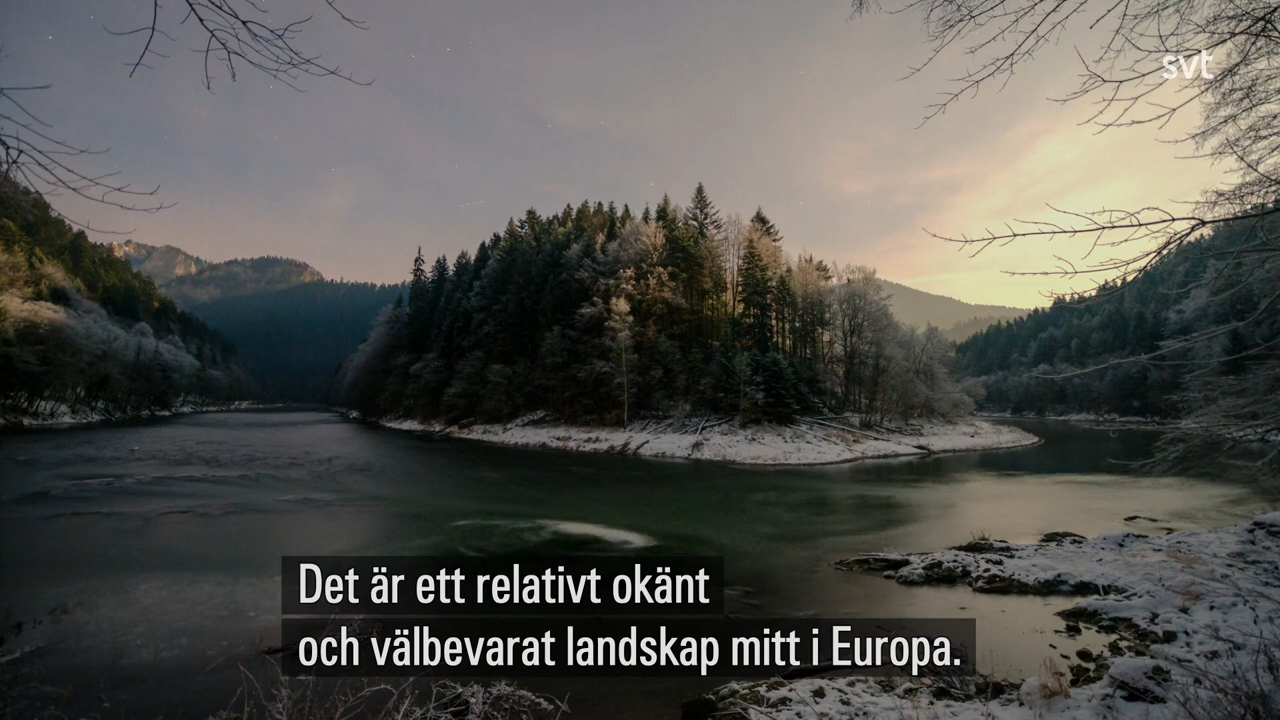 svt
Det är ett relativt okänt
och välbevarat landskap mitt i Europa.